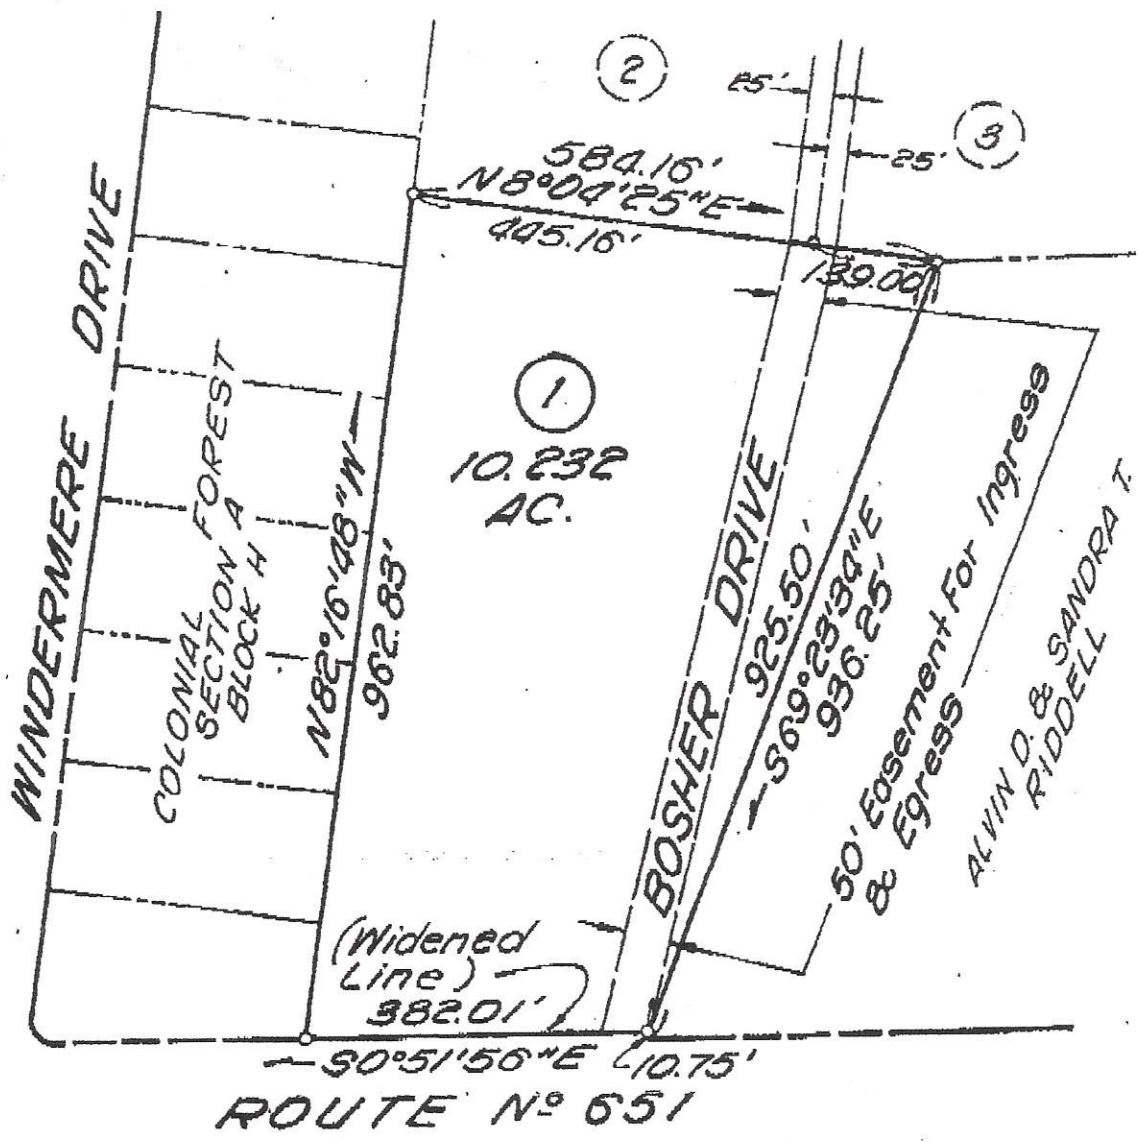 2
25'
3
25'
584.16'
N8°04'25"E
445.16'
139.00'
WINDERMERE DRIVE
COLONIAL FOREST
SECTION A
BLOCK H
N82°16'48"W
962.83'
1
10.232
AC.
BOSHER DRIVE
925.50'
S69°23'34"E
936.25'
50' Easement For Ingress
& Egress
ALVIN D. & SANDRA T.
RIDDELL
(Widened
Line)
382.01'
S0°51'56"E
10.75'
ROUTE Nº 651